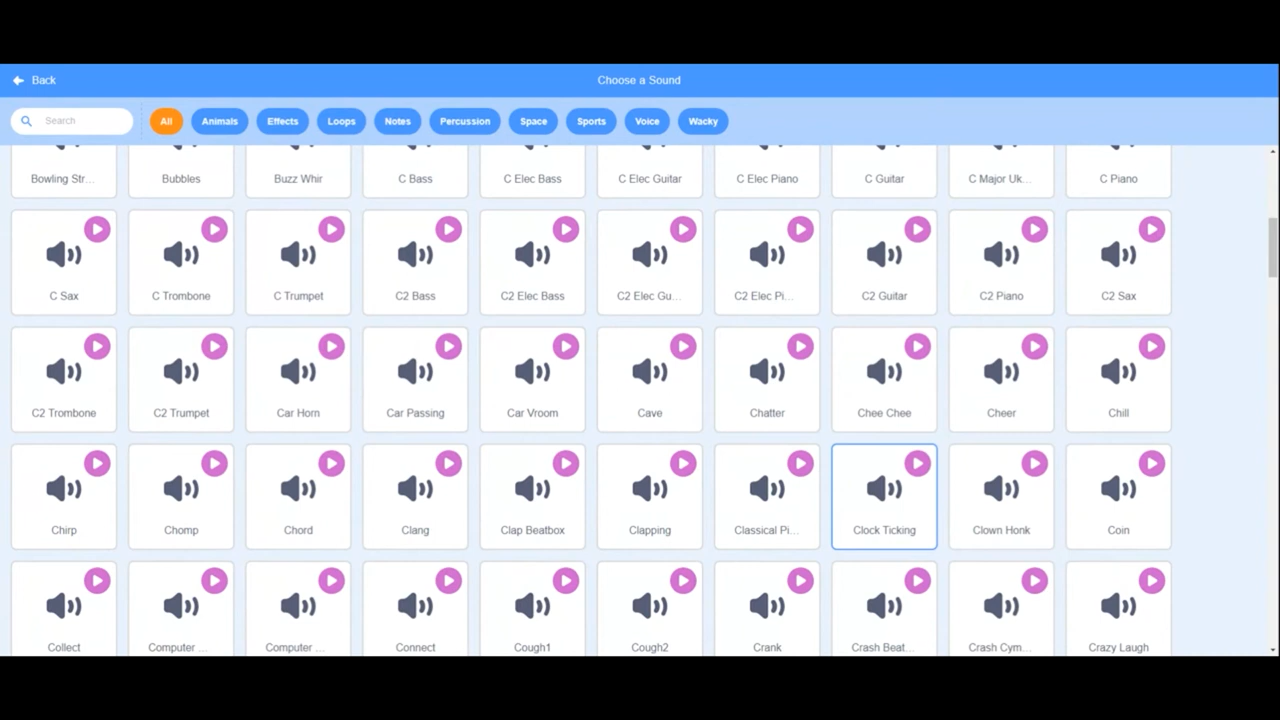 Back
Choose a Sound
Search
All Animals Effects Loops Notes Percussion Space Sports Voice Wacky
Bowling Str... Bubbles Buzz Whir C Bass C Elec Bass C Elec Guitar C Elec Piano C Guitar C Major Uk... C Piano
C Sax C Trombone C Trumpet C2 Bass C2 Elec Bass C2 Elec Gu... C2 Elec Pi... C2 Guitar C2 Piano C2 Sax
C2 Trombone C2 Trumpet Car Horn Car Passing Car Vroom Cave Chatter Chee Chee Cheer Chill
Chirp Chomp Chord Clang Clap Beatbox Clapping Classical Pi... Clock Ticking Clown Honk Coin
Collect Computer ... Computer ... Connect Cough1 Cough2 Crank Crash Beat... Crash Cym... Crazy Laugh